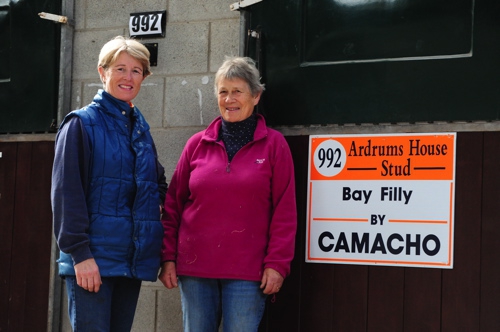 992
992 Ardrums House
Stud
Bay Filly
BY
CAMACHO